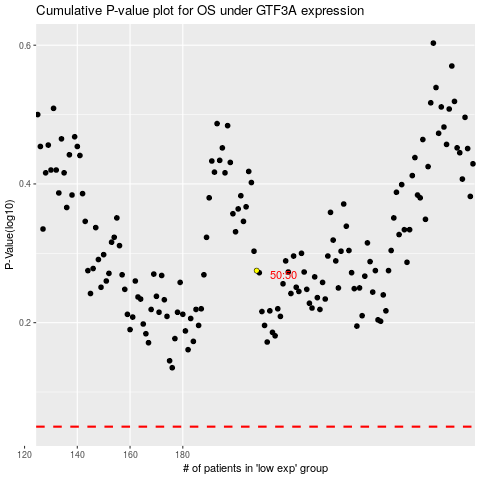 Cumulative P-value plot for OS under GTF3A expression
P-Value(log10)
0.6
0.4
0.2
50:50
120 140 160 180
# of patients in 'low exp' group